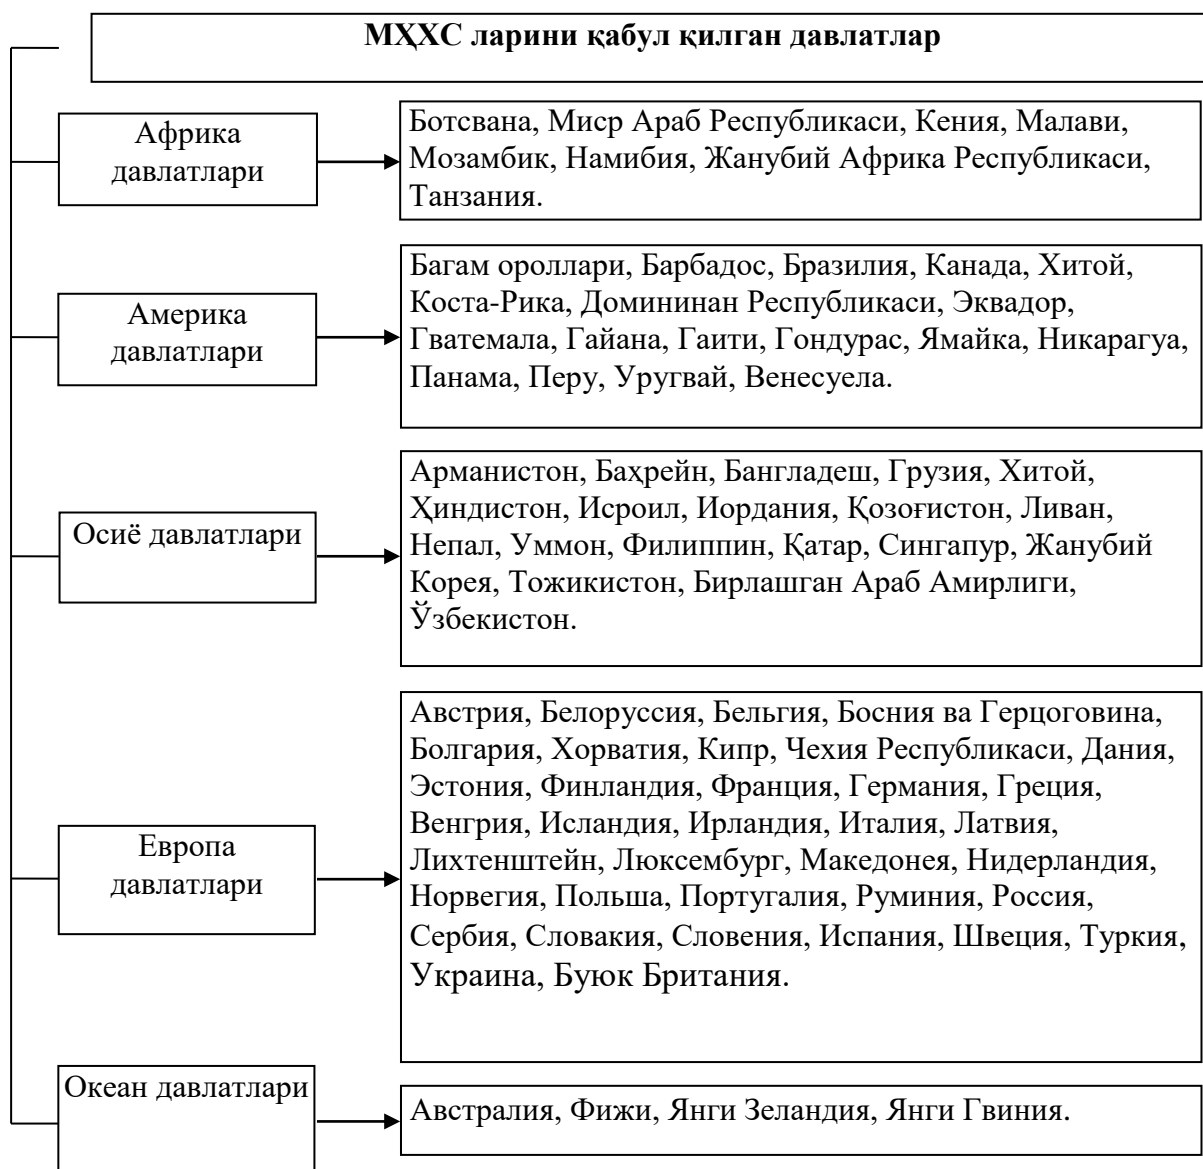 МҲХС ларини қабул қилган давлатлар
Африка
давлатлари
Ботсвана, Миср Араб Республикаси, Кения, Малави,
Мозамбик, Намибия, Жанубий Африка Республикаси,
Танзания.
Америка
давлатлари
Багам ороллари, Барбадос, Бразилия, Канада, Хитой,
Коста-Рика, Домининан Республикаси, Эквадор,
Гватемала, Гайана, Гаити, Гондурас, Ямайка, Никарагуа,
Панама, Перу, Уругвай, Венесуела.
Осиё давлатлари
Арманистон, Баҳрейн, Бангладеш, Грузия, Хитой,
Ҳиндистон, Исроил, Иордания, Қозоғистон, Ливан,
Непал, Уммон, Филиппин, Қатар, Сингапур, Жанубий
Корея, Тожикистон, Бирлашган Араб Амирлиги,
Ўзбекистон.
Европа
давлатлари
Австрия, Белоруссия, Бельгия, Босния ва Герцоговина,
Болгария, Хорватия, Кипр, Чехия Республикаси, Дания,
Эстония, Финландия, Франция, Германия, Греция,
Венгрия, Исландия, Ирландия, Италия, Латвия,
Лихтенштейн, Люксембург, Македонея, Нидерландия,
Норвегия, Польша, Португалия, Руминия, Россия,
Сербия, Словакия, Словения, Испания, Швеция, Туркия,
Украина, Буюк Британия.
Океан давлатлари
Австралия, Фижи, Янги Зеландия, Янги Гвиния.